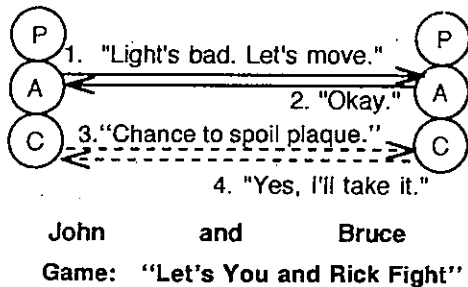 P
P
1. "Light's bad. Let's move."
A
A
2. "Okay."
C
3."Chance to spoil plaque."
C
4. "Yes, I'll take it."
John and Bruce
Game: "Let's You and Rick Fight"